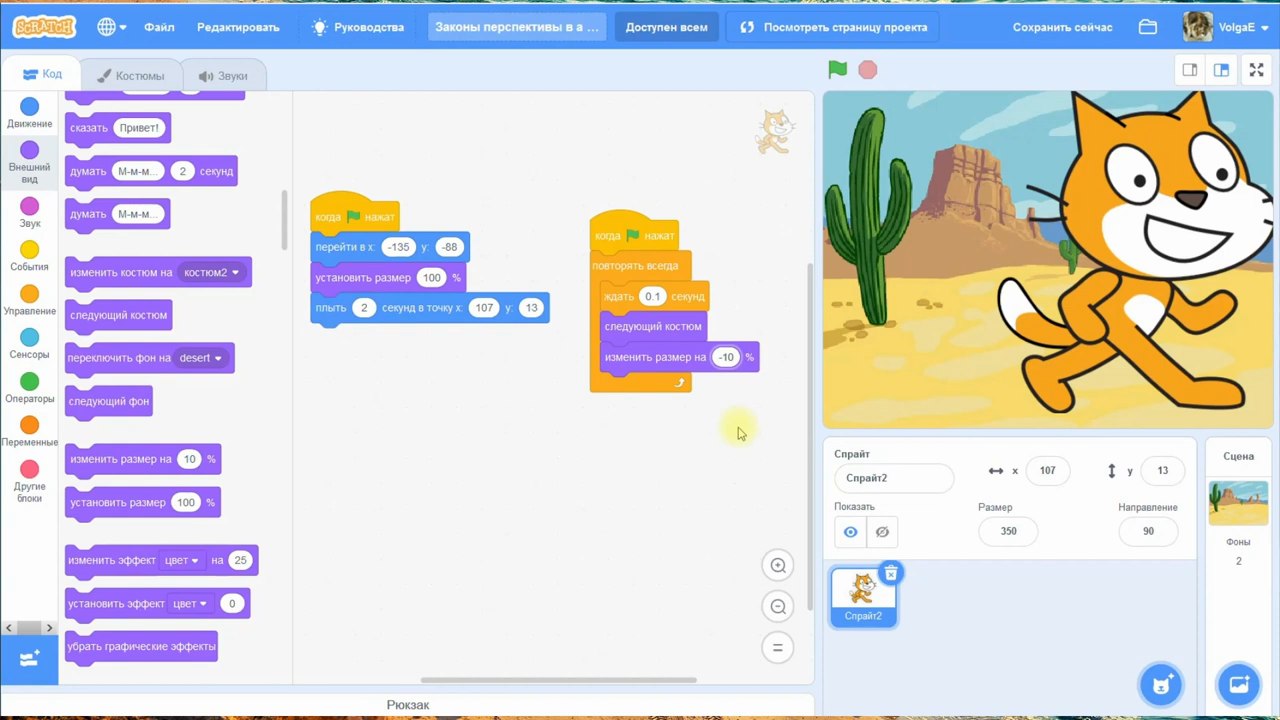 SCRATCH Файл Редактировать Руководства Законы перспективы в а ... Доступен всем Посмотреть страницу проекта Сохранить сейчас VolgaE
Код Костюмы Звуки
Движение
Внешний вид
Звук
События
Управление
Сенсоры
Операторы
Переменные
Другие блоки
сказать Привет!
думать М-м-м... 2 секунд
думать М-м-м...
изменить костюм на костюм2
следующий костюм
переключить фон на desert
следующий фон
изменить размер на 10 %
установить размер 100 %
изменить эффект цвет на 25
установить эффект цвет 0
убрать графические эффекты
когда нажат
перейти в x: -135 y: -88
установить размер 100 %
плыть 2 секунд в точку x: 107 y: 13
когда нажат
повторять всегда
ждать 0.1 секунд
следующий костюм
изменить размер на -10 %
Спрайт
Спрайт2
x 107 y 13
Показать
Размер
350
Направление
90
Спрайт2
Сцена
Фоны
2
Рюкзак